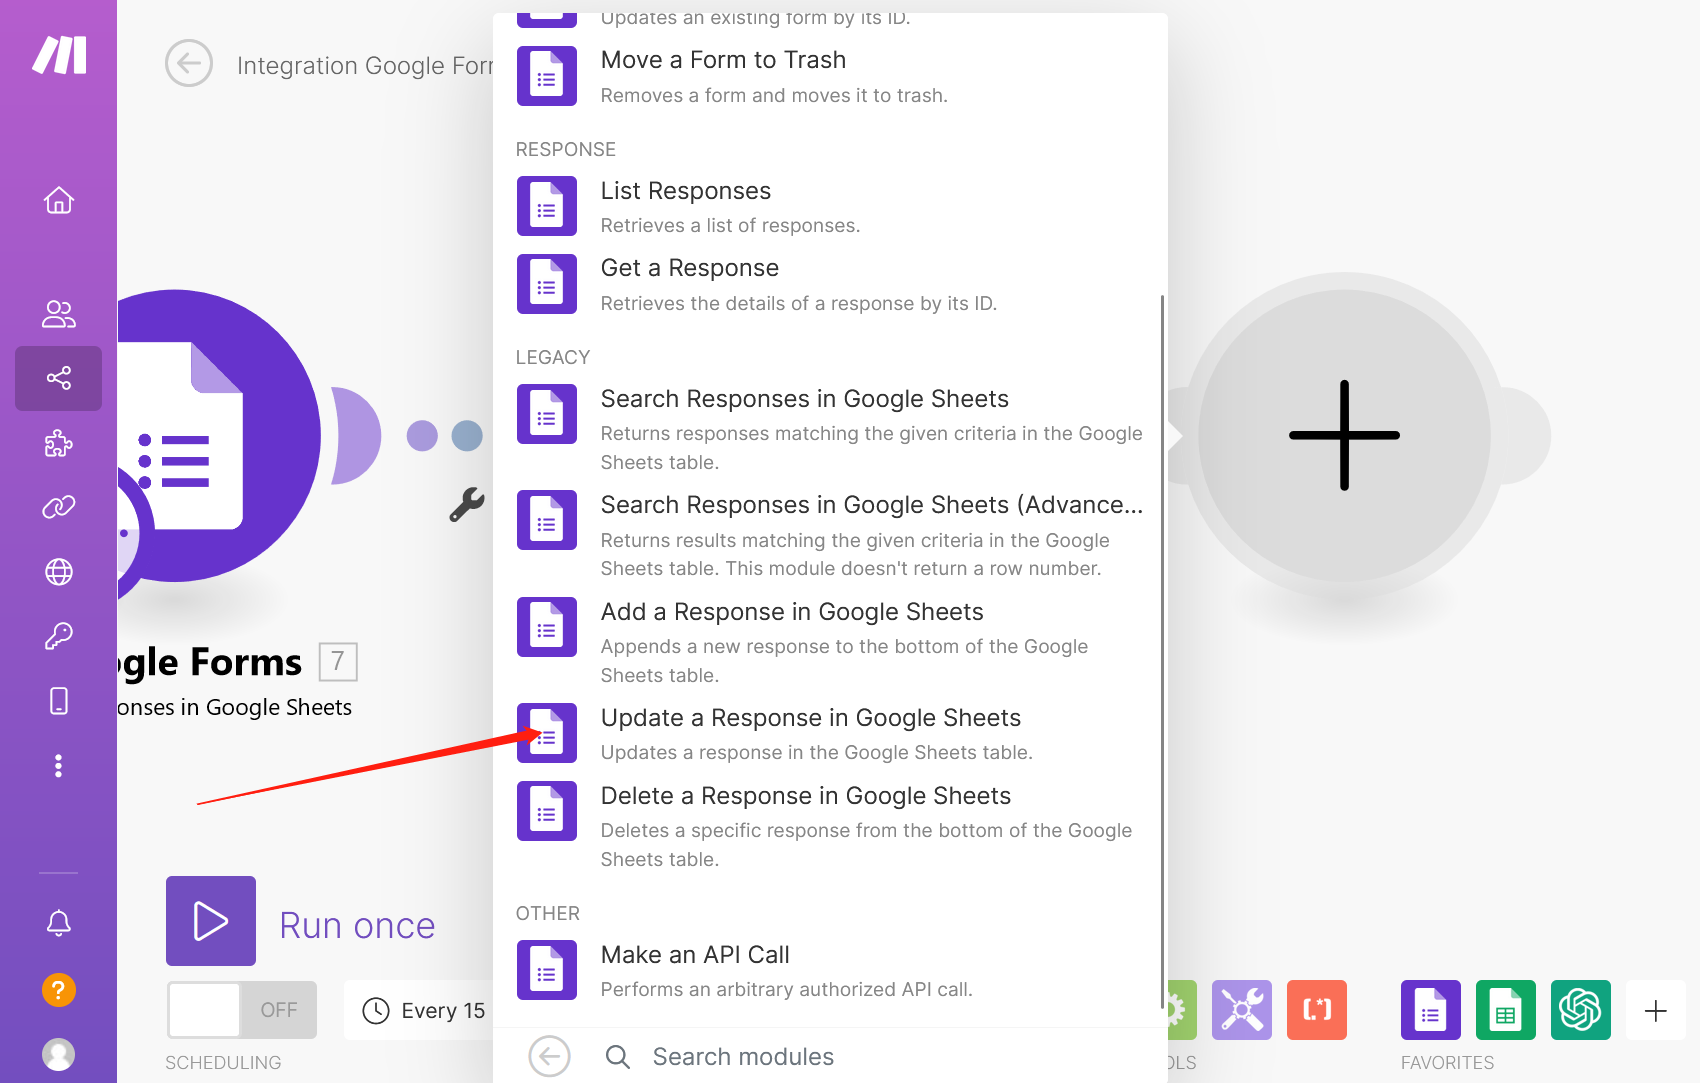 Integration Google For
Updates an existing form by its ID.
Move a Form to Trash
Removes a form and moves it to trash.
RESPONSE
List Responses
Retrieves a list of responses.
Get a Response
Retrieves the details of a response by its ID.
LEGACY
Search Responses in Google Sheets
Returns responses matching the given criteria in the Google
Sheets table.
Search Responses in Google Sheets (Advance...
Returns results matching the given criteria in the Google
Sheets table. This module doesn't return a row number.
Add a Response in Google Sheets
Appends a new response to the bottom of the Google
Sheets table.
Update a Response in Google Sheets
Updates a response in the Google Sheets table.
Delete a Response in Google Sheets
Deletes a specific response from the bottom of the Google
Sheets table.
OTHER
Make an API Call
Performs an arbitrary authorized API call.
Search modules
ogle Forms 7
onses in Google Sheets
Run once
OFF
Every 15
SCHEDULING
OLS
FAVORITES